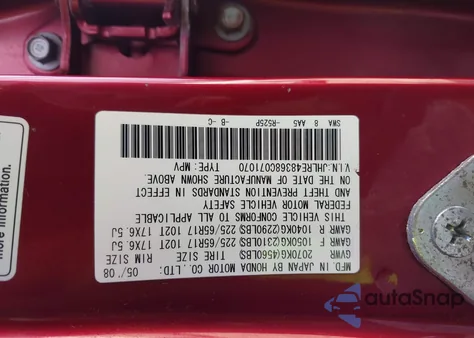 MFD. IN JAPAN BY HONDA MOTOR CO., LTD. 05/'08
GVWR 2070KG(4560LBS) TIRE SIZE RIM SIZE
GAWR F 1050KG(2310LBS) 225/65R17 102T 17X6.5J
GAWR R 1040KG(2290LBS) 225/65R17 102T 17X6.5J
THIS VEHICLE CONFORMS TO ALL APPLICABLE
FEDERAL MOTOR VEHICLE SAFETY
AND THEFT PREVENTION STANDARDS IN EFFECT
ON THE DATE OF MANUFACTURE SHOWN ABOVE.
V.I.N.:JHLRE48368C071070 TYPE: MPV
SWA 8 AA5 -R525P -B -C
more information.
autoSnap